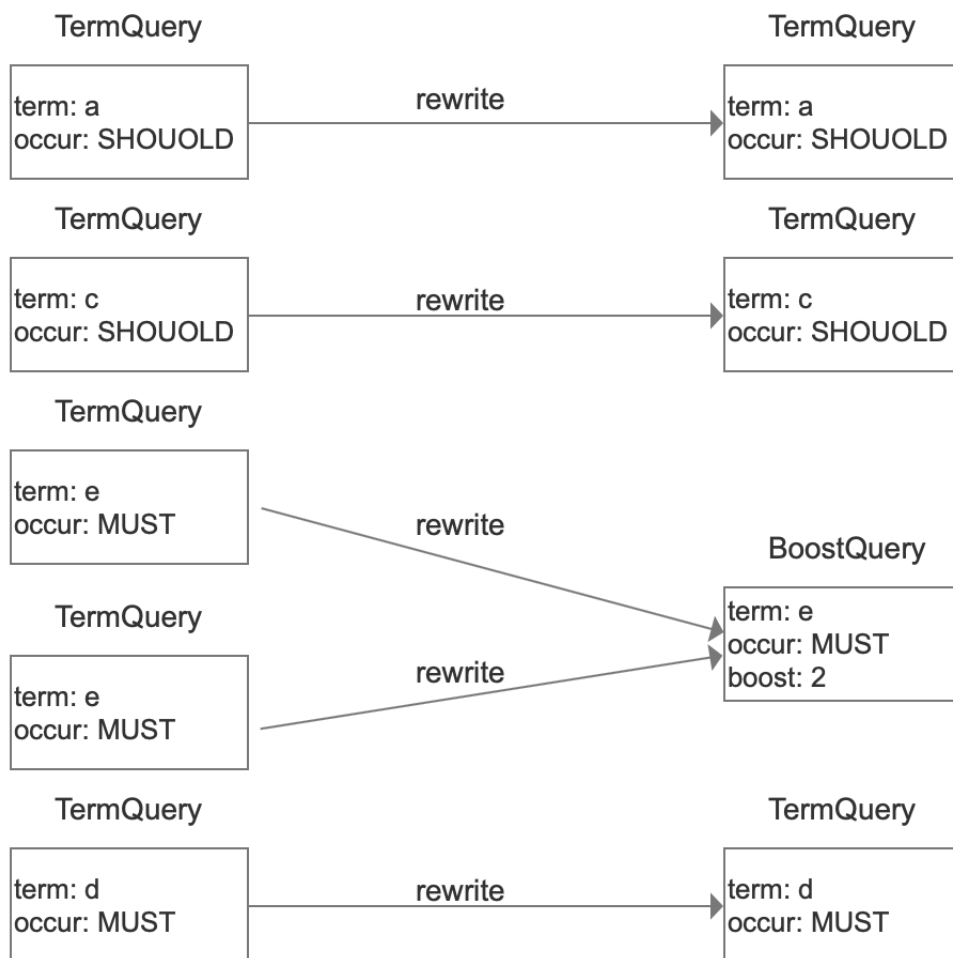 TermQuery
TermQuery
term: a
occur: SHOUOLD
rewrite
term: a
occur: SHOUOLD
TermQuery
TermQuery
term: c
occur: SHOUOLD
rewrite
term: c
occur: SHOUOLD
TermQuery
term: e
occur: MUST
rewrite
BoostQuery
term: e
occur: MUST
boost: 2
TermQuery
term: e
occur: MUST
rewrite
TermQuery
TermQuery
term: d
occur: MUST
rewrite
term: d
occur: MUST